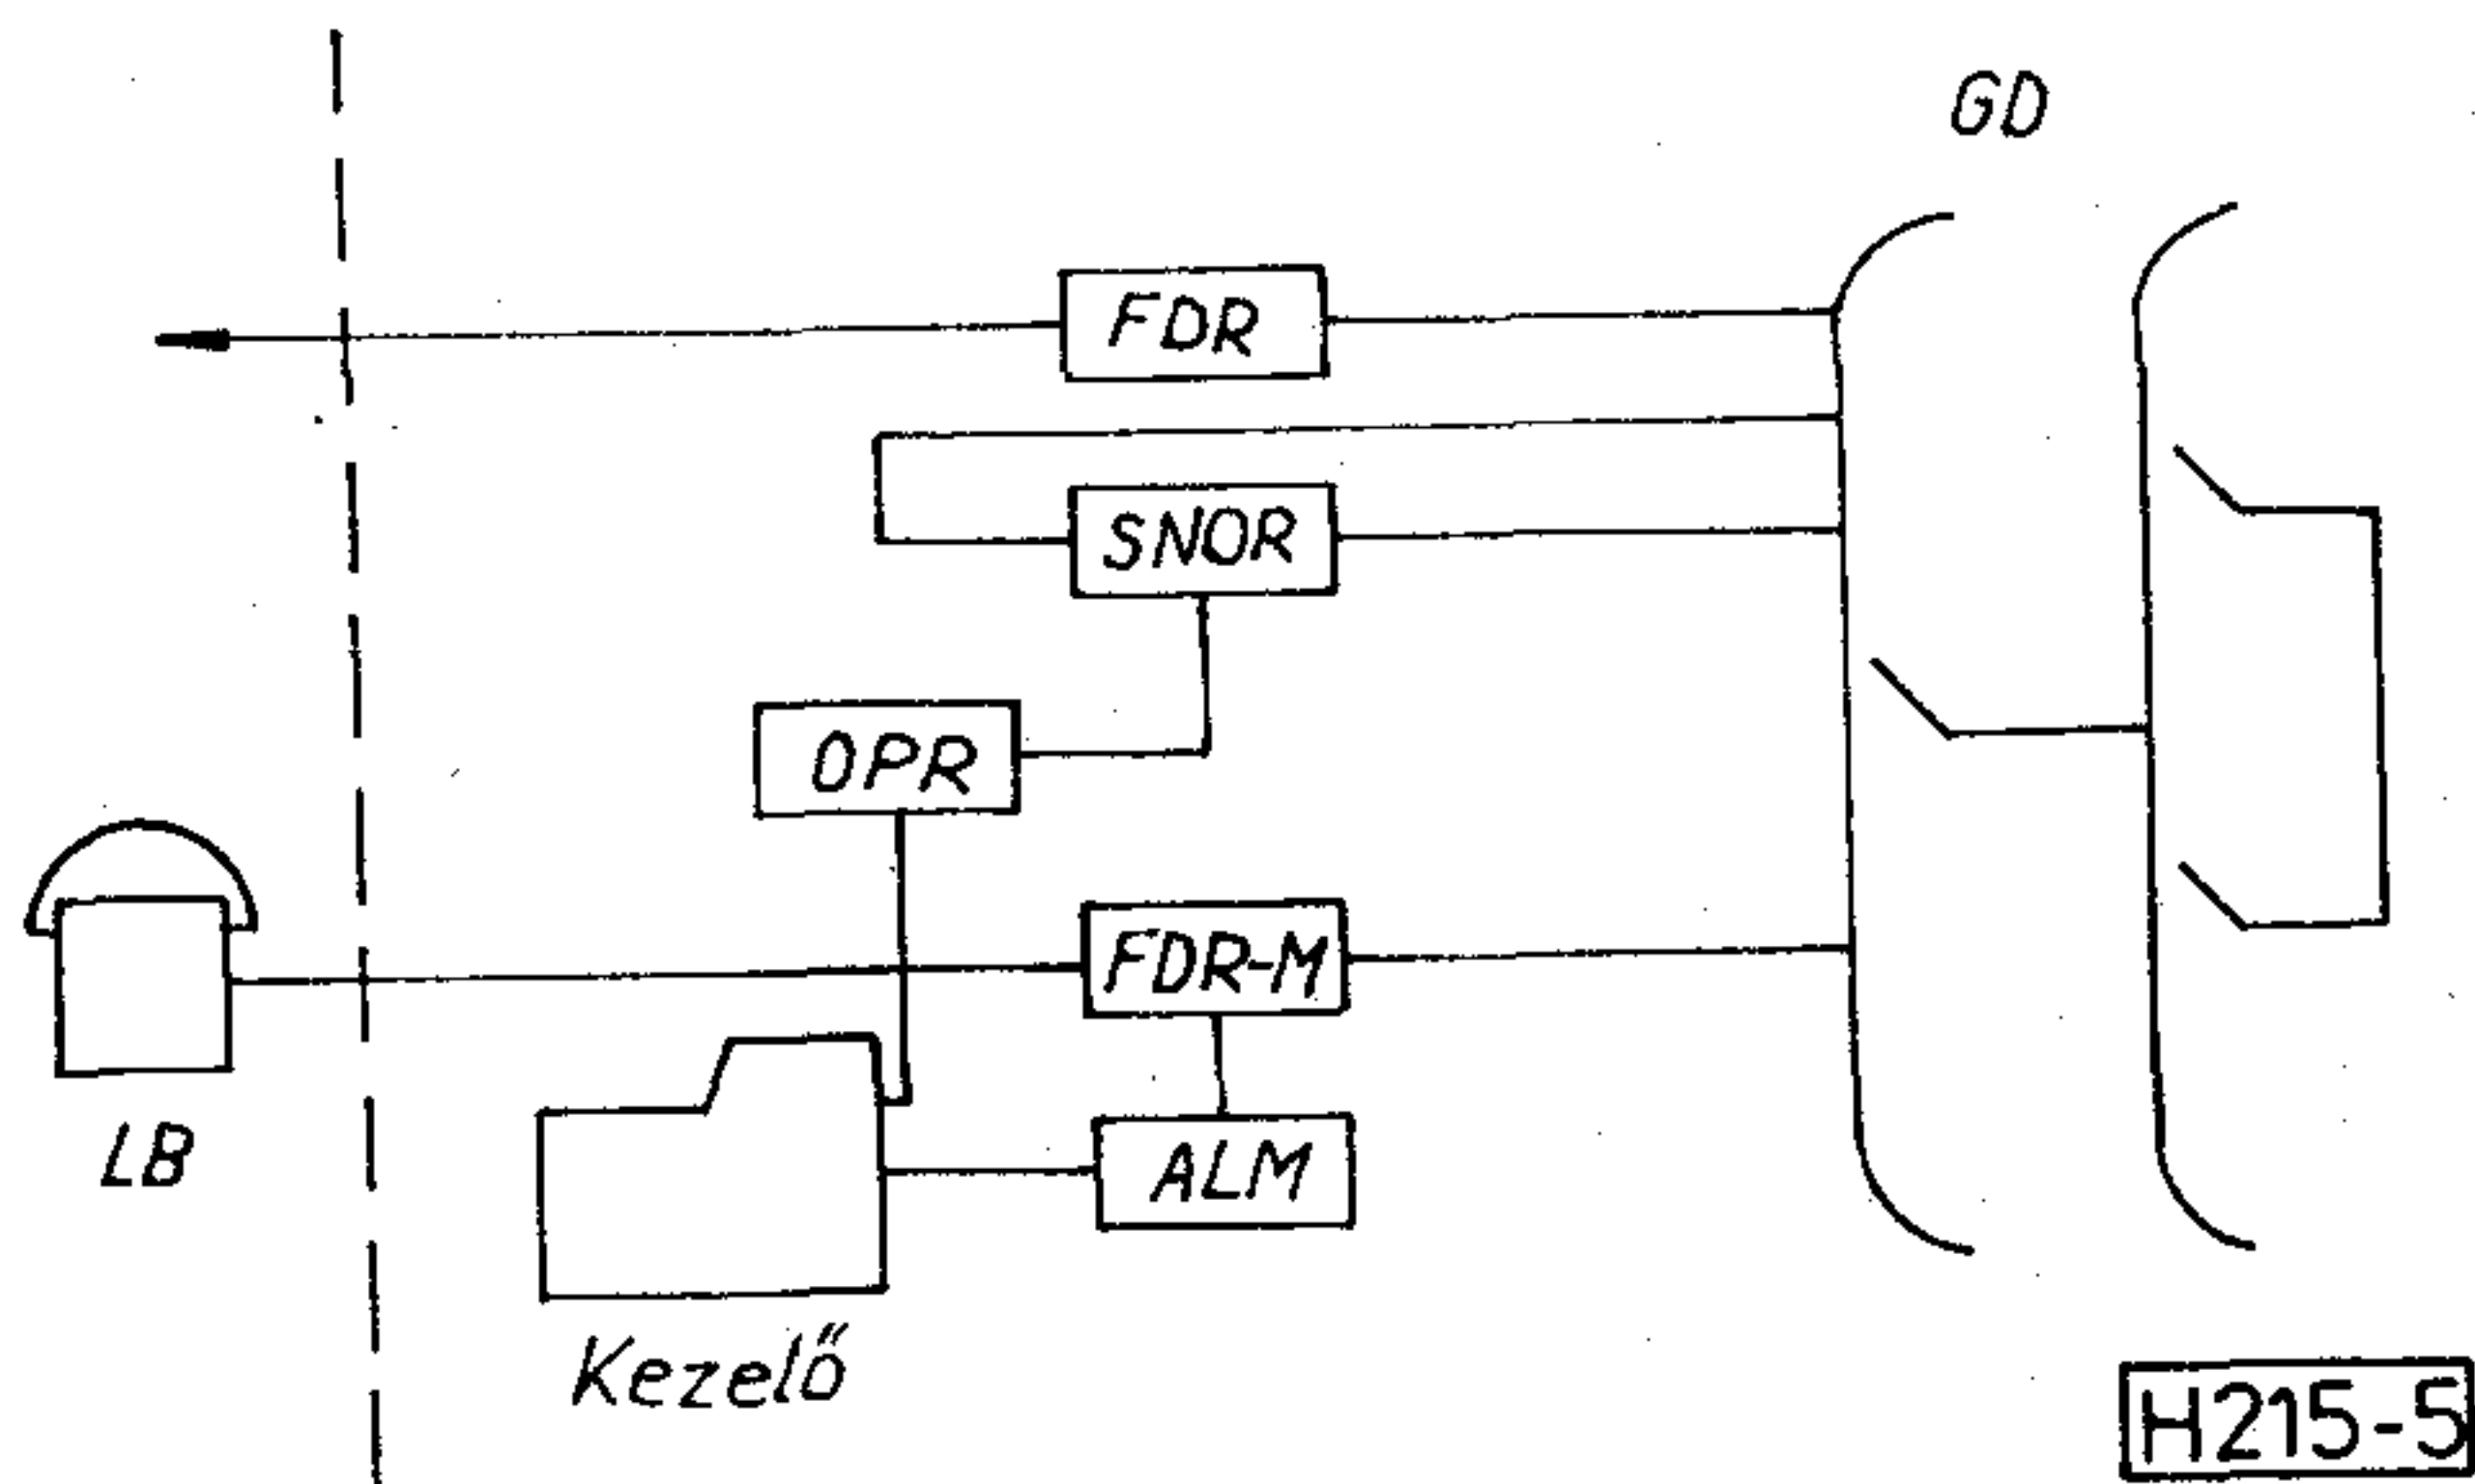 GD
FDR
SNOR
OPR
FDR-M
LB
ALM
Kezelő
H215-5